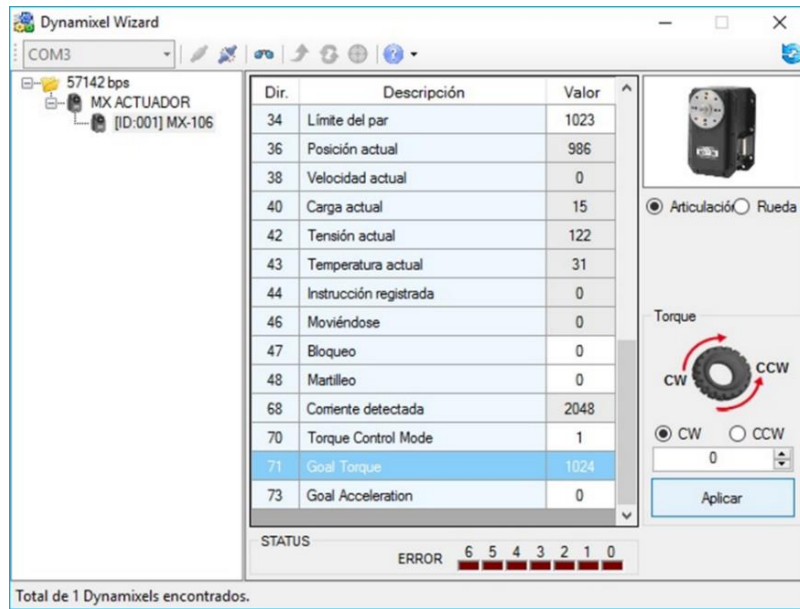 Dynamixel Wizard
COM3
57142 bps
MX ACTUADOR
[ID:001] MX-106
Dir. Descripción Valor
34 Límite del par 1023
36 Posición actual 986
38 Velocidad actual 0
40 Carga actual 15
42 Tensión actual 122
43 Temperatura actual 31
44 Instrucción registrada 0
46 Moviéndose 0
47 Bloqueo 0
48 Martilleo 0
68 Corriente detectada 2048
70 Torque Control Mode 1
71 Goal Torque 1024
73 Goal Acceleration 0
Articulación Rueda
Torque
CW CCW
CW CCW
0
Aplicar
STATUS
ERROR 6 5 4 3 2 1 0
Total de 1 Dynamixels encontrados.